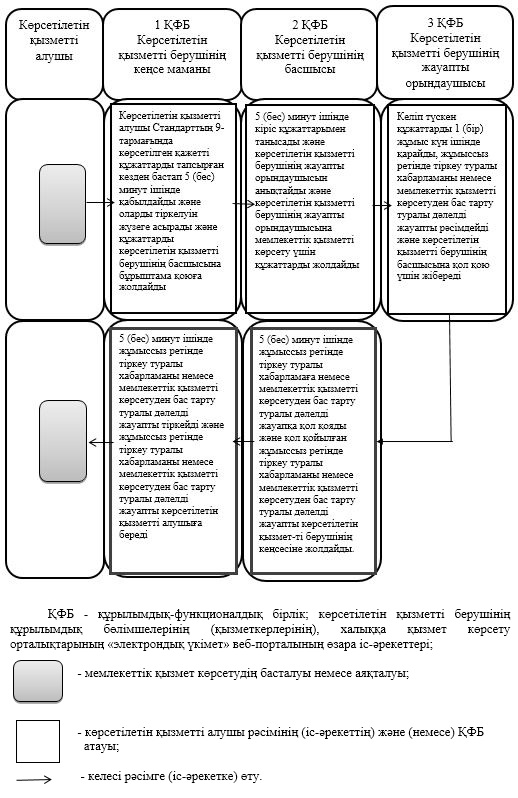 Көрсетілетін
қызметті
алушы
1 ҚФБ
Көрсетілетін
қызметті берушінің
кеңсе маманы
2 ҚФБ
Көрсетілетін
қызметті берушінің
басшысы
3 ҚФБ
Көрсетілетін
қызметті берушінің
жауапты
орындаушысы
Көрсетілетін қызметті
алушы Стандарттың 9-
тармағында
көрсетілген қажетті
құжаттарды тапсырған
кезден бастап 5 (бес)
минут ішінде
қабылдайды және
оларды тіркелуін
жүзеге асырады және
құжаттарды
көрсетілетін қызметті
берушінің басшысына
бұрыштама қоюға
жолдайды
5 (бес) минут ішінде
кіріс құжаттарымен
танысады және
көрсетілетін қызметті
берушінің жауапты
орындаушысын
анықтайды және
көрсетілетін қызметті
берушінің жауапты
орындаушысына
мемлекеттік қызметті
көрсету үшін
құжаттарды жолдайды
Келіп түскен
құжаттарды 1 (бір)
жұмыс күн ішінде
қарайды, жұмыссыз
ретінде тіркеу туралы
хабарламаны немесе
мемлекеттік қызметті
көрсетуден бас тарту
туралы дәлелді
жауапты рәсімдейді
және көрсетілетін
қызметті берушінің
басшысына қол қою
үшін жібереді
5 (бес) минут ішінде
жұмыссыз ретінде
тіркеу туралы
хабарламаны немесе
мемлекеттік қызметті
көрсетуден бас тарту
туралы дәлелді
жауапты тіркейді және
жұмыссыз ретінде
тіркеу туралы
хабарламаны немесе
мемлекеттік қызметті
көрсетуден бас тарту
туралы дәлелді
жауапты көрсетілетін
қызметті алушыға
береді
5 (бес) минут ішінде
жұмыссыз ретінде
тіркеу туралы
хабарламаға немесе
мемлекеттік қызметті
көрсетуден бас тарту
туралы дәлелді
жауапқа қол қояды
және қол қойылған
жұмыссыз ретінде
тіркеу туралы
хабарламаны немесе
мемлекеттік қызметті
көрсетуден бас тарту
туралы дәлелді
жауапты көрсетілетін
қызмет-ті берушінің
кеңсесіне жолдайды.
ҚФБ - құрылымдық-функционалдық бірлік; көрсетілетін қызметті берушінің
құрылымдық бөлімшелерінің (қызметкерлерінің), халыққа қызмет көрсету
орталықтарының «электрондық үкімет» веб-порталының өзара іс-әрекеттері;
- мемлекеттік қызмет көрсетудің басталуы немесе аяқталуы;
- көрсетілетін қызметті алушы рәсімінің (іс-әрекеттің) және (немесе) ҚФБ
атауы;
- келесі рәсімге (іс-әрекетке) өту.